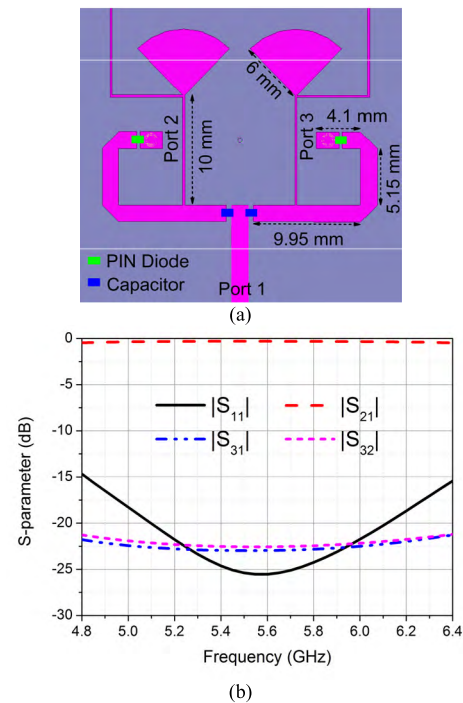 (a)
6 mm
Port 2
10 mm
Port 3
4.1 mm
5.15 mm
9.95 mm
PIN Diode
Capacitor
Port 1
(a)
0
-5
-10
-15
-20
-25
-30
S-parameter (dB)
|S11| |S21|
|S31| |S32|
4.8 5.0 5.2 5.4 5.6 5.8 6.0 6.2 6.4
Frequency (GHz)
(b)